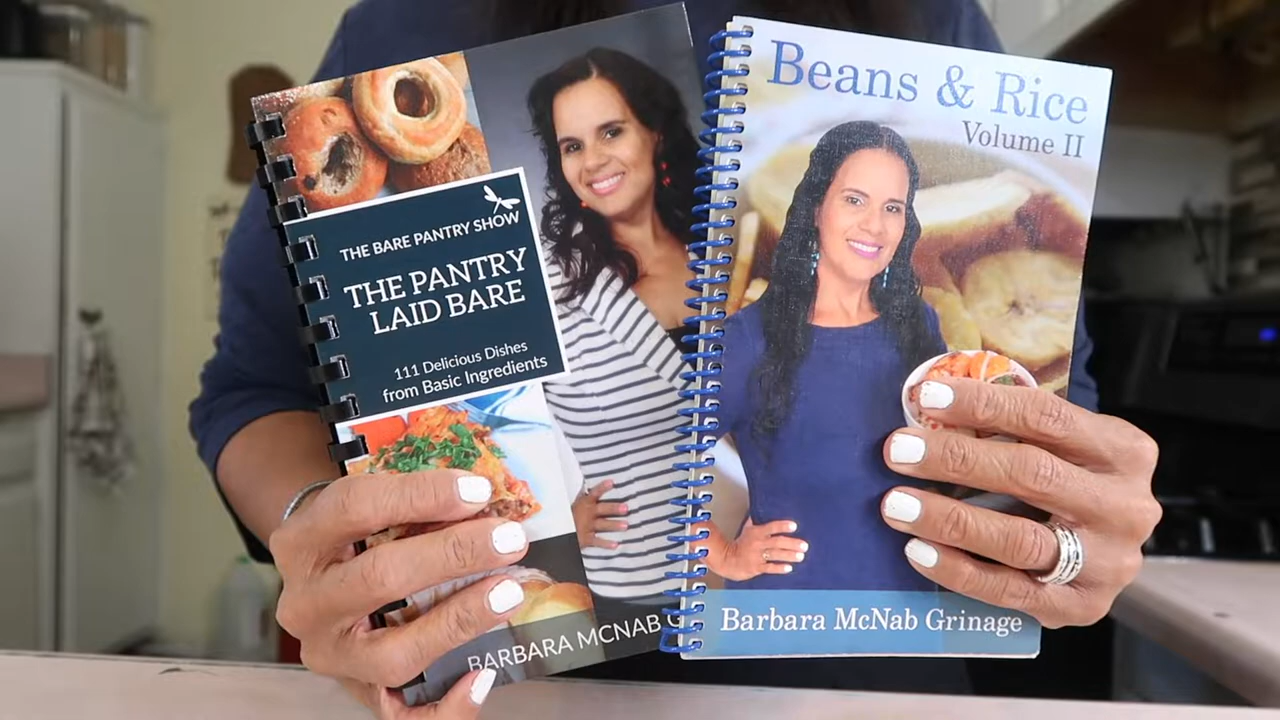 THE BARE PANTRY SHOW
THE PANTRY
LAID BARE
111 Delicious Dishes
from Basic Ingredients
BARBARA MCNAB
Beans & Rice
Volume II
Barbara McNab Grinage